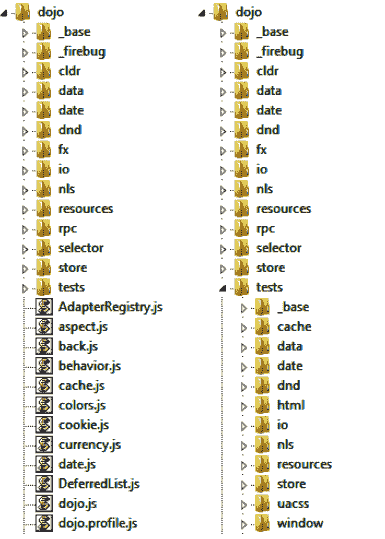 dojo
_base
_firebug
cldr
data
date
dnd
fx
io
nls
resources
rpc
selector
store
tests
AdapterRegistry.js
aspect.js
back.js
behavior.js
cache.js
colors.js
cookie.js
currency.js
date.js
DeferredList.js
dojo.js
dojo.profile.js
dojo
_base
_firebug
cldr
data
date
dnd
fx
io
nls
resources
rpc
selector
store
tests
_base
cache
data
date
dnd
html
io
nls
resources
store
uacss
window